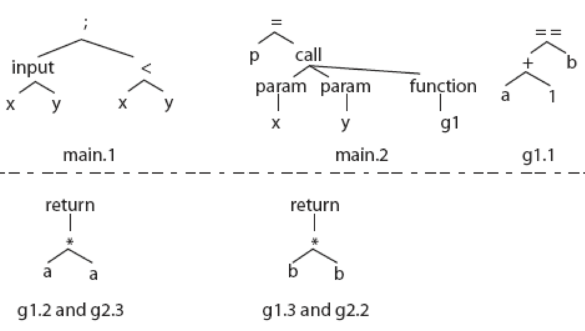 ; = ==
input < p call + b
x y x y param param function a 1
x y g1
main.1 main.2 g1.1
return return
* *
a a b b
g1.2 and g2.3 g1.3 and g2.2